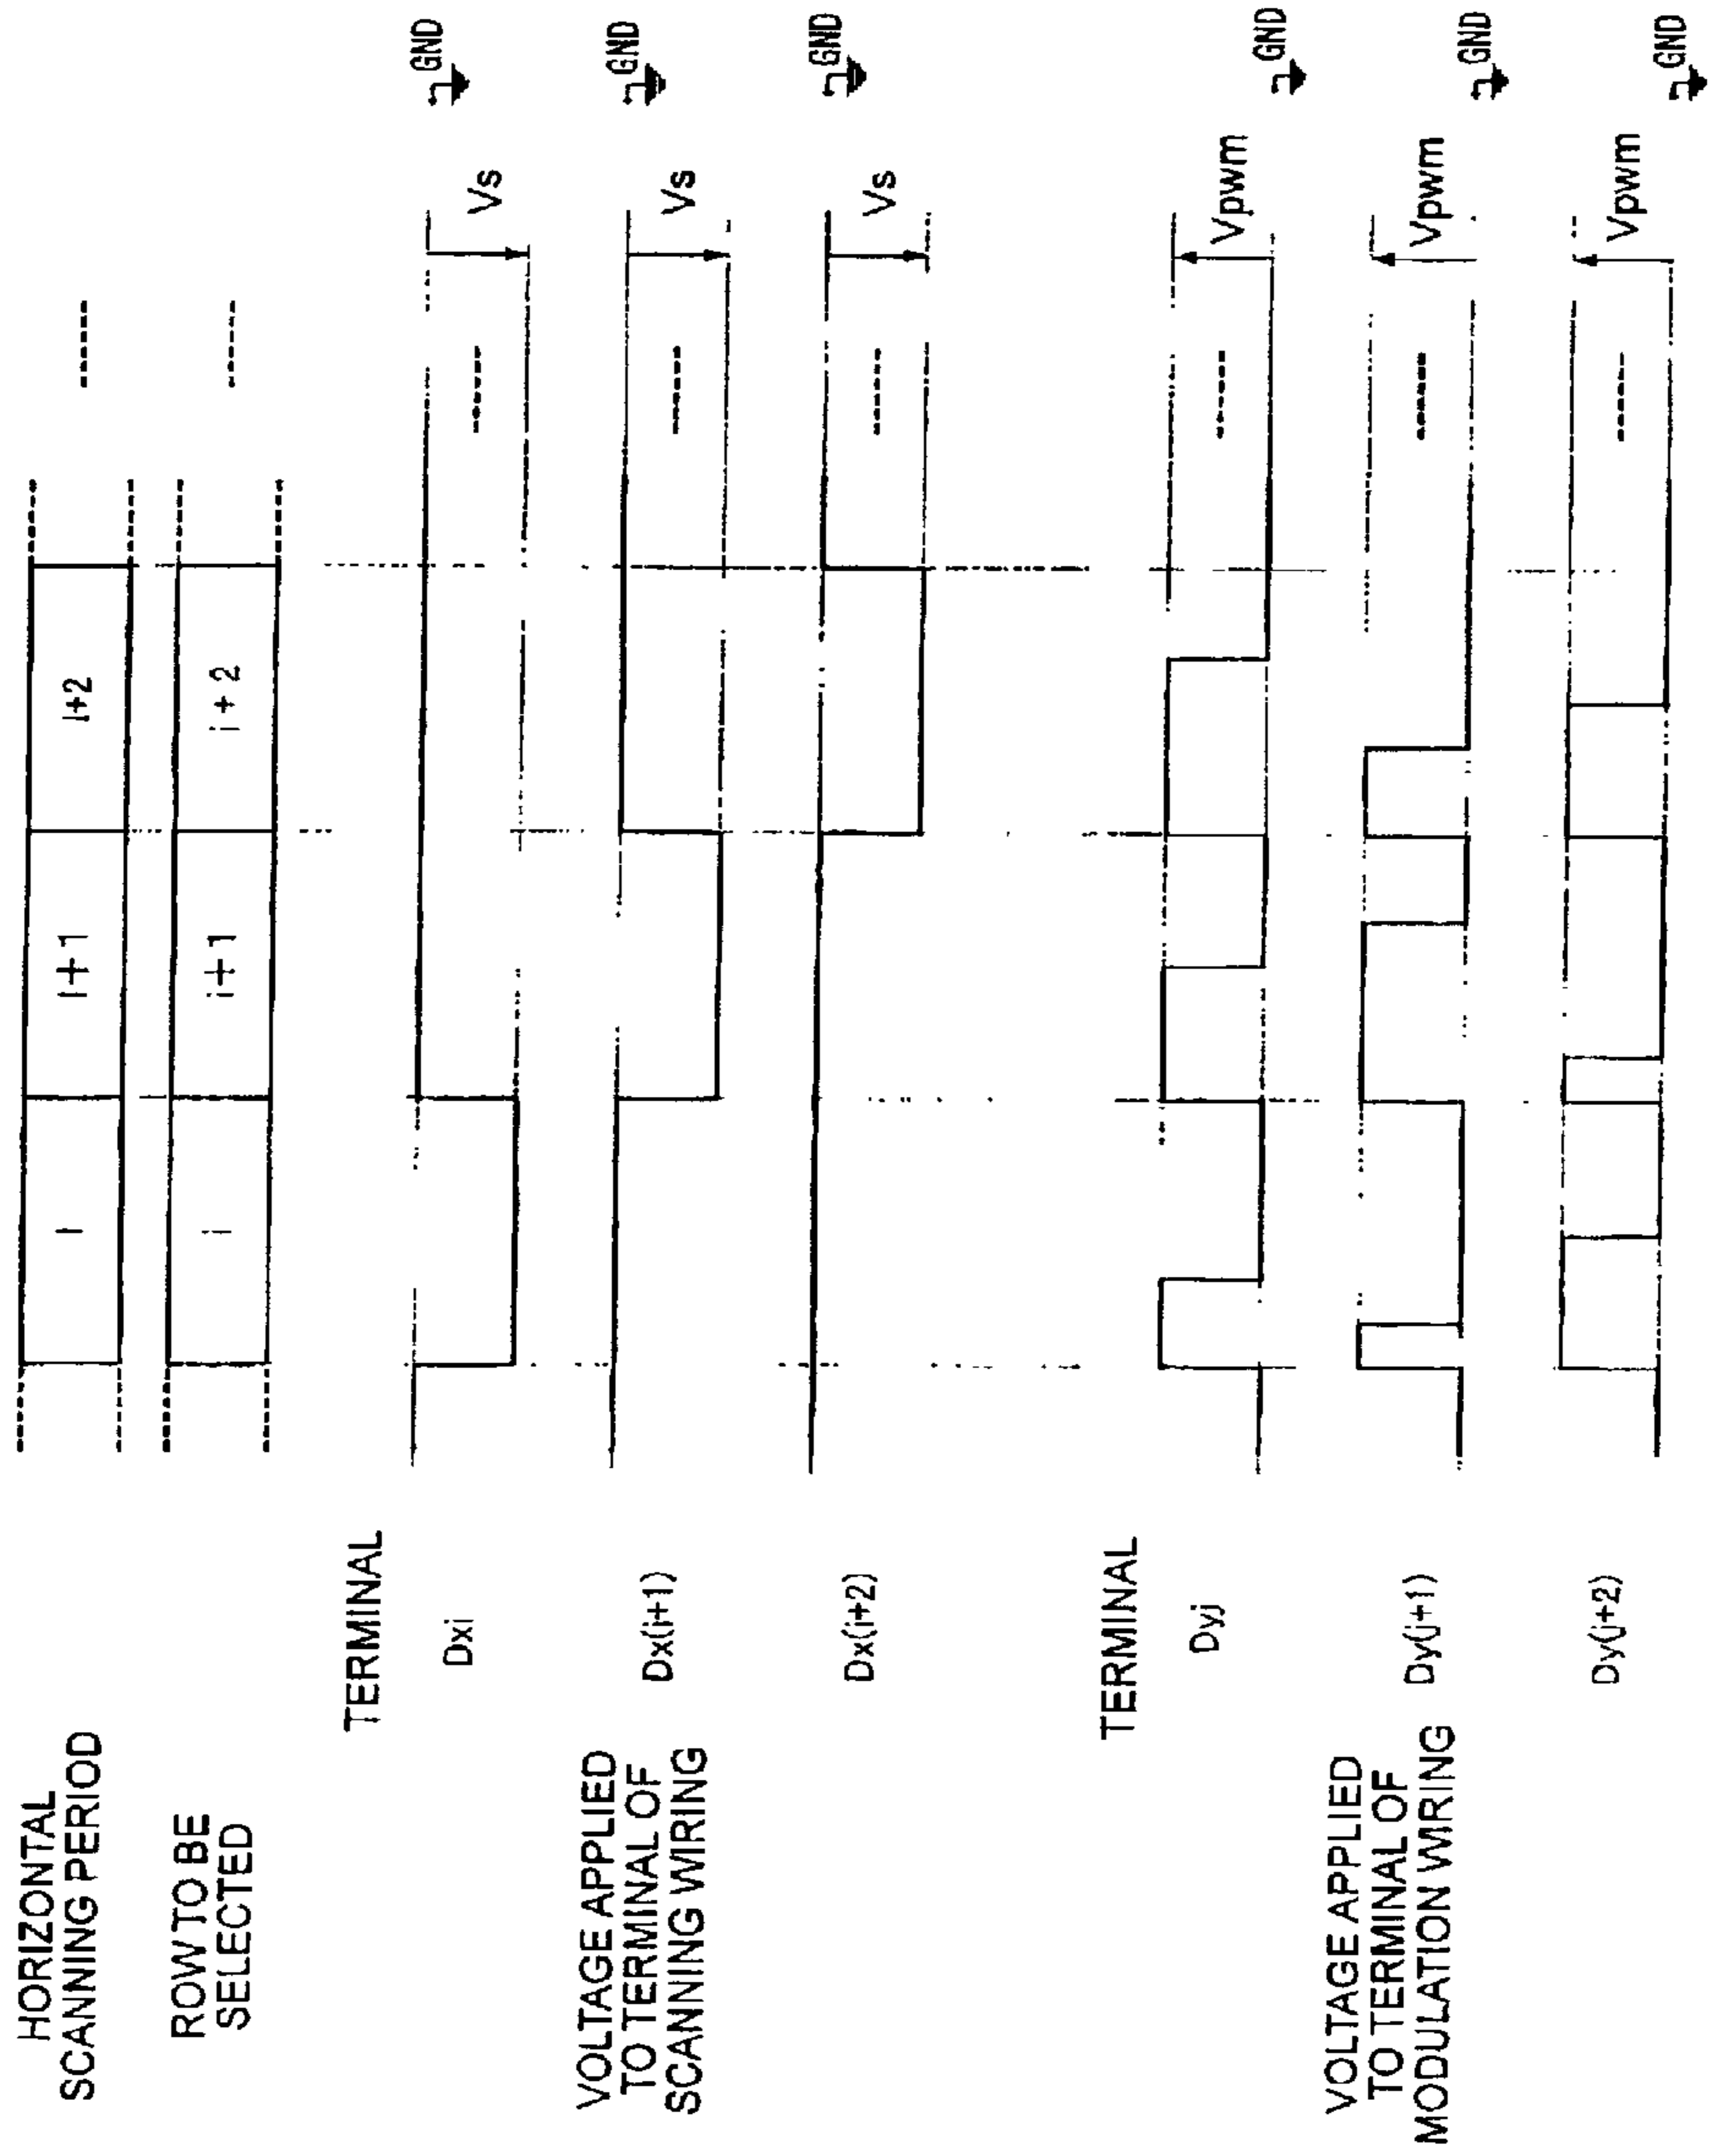 HORIZONTAL
SCANNING PERIOD
I
I+1
I+2
ROW TO BE
SELECTED
i
i+1
i+2
TERMINAL
Dxi
Vs
GND
VOLTAGE APPLIED
TO TERMINAL OF
SCANNING WIRING
Dx(i+1)
Vs
GND
Dx(i+2)
Vs
GND
TERMINAL
Dyj
Vpwm
GND
VOLTAGE APPLIED
TO TERMINAL OF
MODULATION WIRING
Dy(j+1)
Vpwm
GND
Dy(j+2)
Vpwm
GND